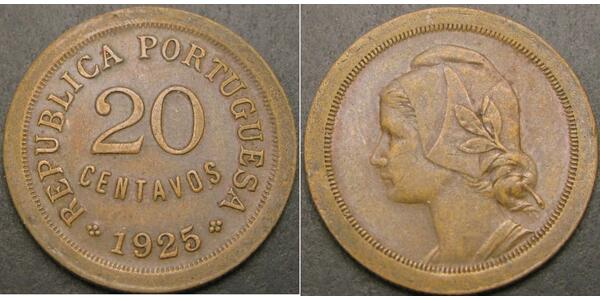 REPUBLICA PORTUGUESA
20
CENTAVOS
1925